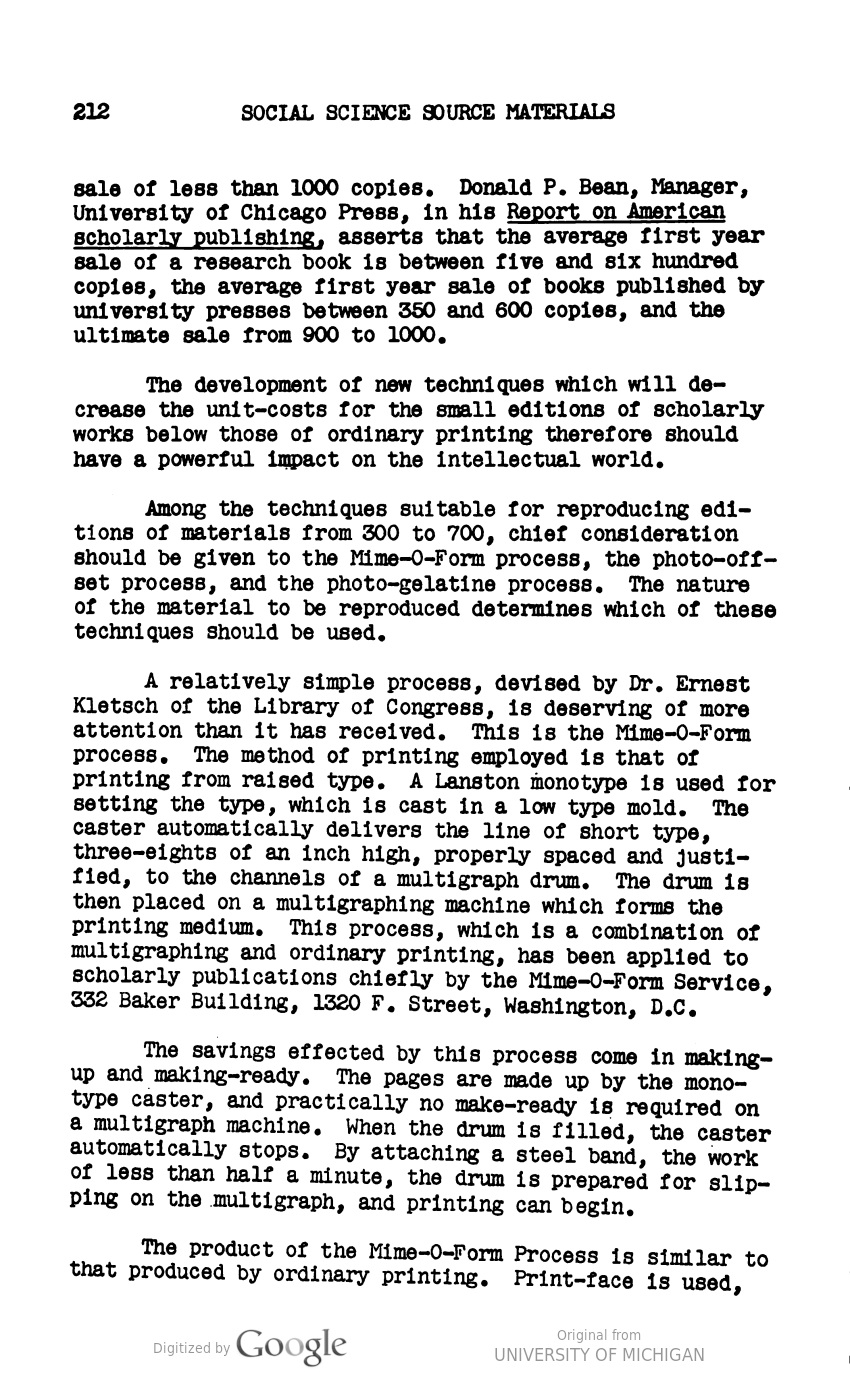 212 SOCIAL SCIENCE SOURCE MATERIALS
sale of less than 1000 copies. Donald P. Bean, Manager,
University of Chicago Press, in his Report on American
scholarly publishing, asserts that the average first year
sale of a research book is between five and six hundred
copies, the average first year sale of books published by
university presses between 350 and 600 copies, and the
ultimate sale from 900 to 1000.
The development of new techniques which will de-
crease the unit-costs for the small editions of scholarly
works below those of ordinary printing therefore should
have a powerful impact on the intellectual world.
Among the techniques suitable for reproducing edi-
tions of materials from 300 to 700, chief consideration
should be given to the Mime-O-Form process, the photo-off-
set process, and the photo-gelatine process. The nature
of the material to be reproduced determines which of these
techniques should be used.
A relatively simple process, devised by Dr. Ernest
Kletsch of the Library of Congress, is deserving of more
attention than it has received. This is the Mime-O-Form
process. The method of printing employed is that of
printing from raised type. A Lanston monotype is used for
setting the type, which is cast in a low type mold. The
caster automatically delivers the line of short type,
three-eights of an inch high, properly spaced and justi-
fied, to the channels of a multigraph drum. The drum is
then placed on a multigraphing machine which forms the
printing medium. This process, which is a combination of
multigraphing and ordinary printing, has been applied to
scholarly publications chiefly by the Mime-O-Form Service,
332 Baker Building, 1320 F. Street, Washington, D.C.
The savings effected by this process come in making-
up and making-ready. The pages are made up by the mono-
type caster, and practically no make-ready is required on
a multigraph machine. When the drum is filled, the caster
automatically stops. By attaching a steel band, the work
of less than half a minute, the drum is prepared for slip-
ping on the multigraph, and printing can begin.
The product of the Mime-O-Form Process is similar to
that produced by ordinary printing. Print-face is used,
Digitized by Google
Original from
UNIVERSITY OF MICHIGAN